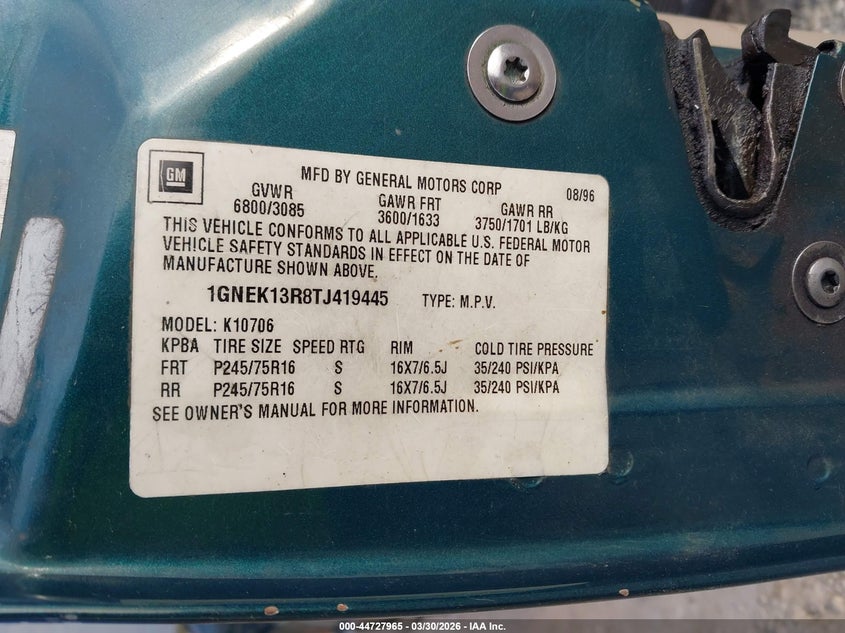 GM
MFD BY GENERAL MOTORS CORP 08/96
GVWR GAWR FRT GAWR RR
6800/3085 3600/1633 3750/1701 LB/KG
THIS VEHICLE CONFORMS TO ALL APPLICABLE U.S. FEDERAL MOTOR
VEHICLE SAFETY STANDARDS IN EFFECT ON THE DATE OF
MANUFACTURE SHOWN ABOVE.
1GNEK13R8TJ419445 TYPE: M.P.V.
MODEL: K10706
KPBA TIRE SIZE SPEED RTG RIM COLD TIRE PRESSURE
FRT P245/75R16 S 16X7/6.5J 35/240 PSI/KPA
RR P245/75R16 S 16X7/6.5J 35/240 PSI/KPA
SEE OWNER'S MANUAL FOR MORE INFORMATION.
000-44727965 - 03/30/2026 - IAA Inc.